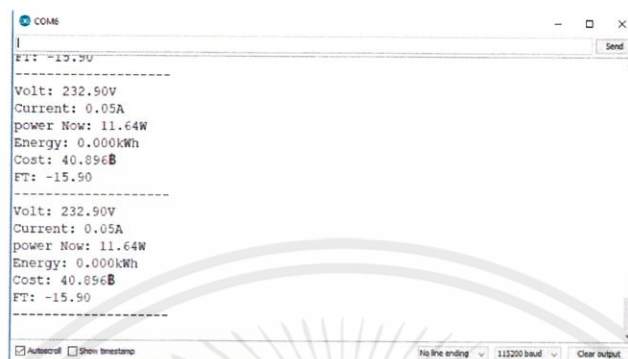 COM6
Send
FT: -15.90
--------------------
Volt: 232.90V
Current: 0.05A
power Now: 11.64W
Energy: 0.000kWh
Cost: 40.896฿
FT: -15.90
--------------------
Volt: 232.90V
Current: 0.05A
power Now: 11.64W
Energy: 0.000kWh
Cost: 40.896฿
FT: -15.90
--------------------
Autoscroll Show timestamp No line ending 115200 baud Clear output